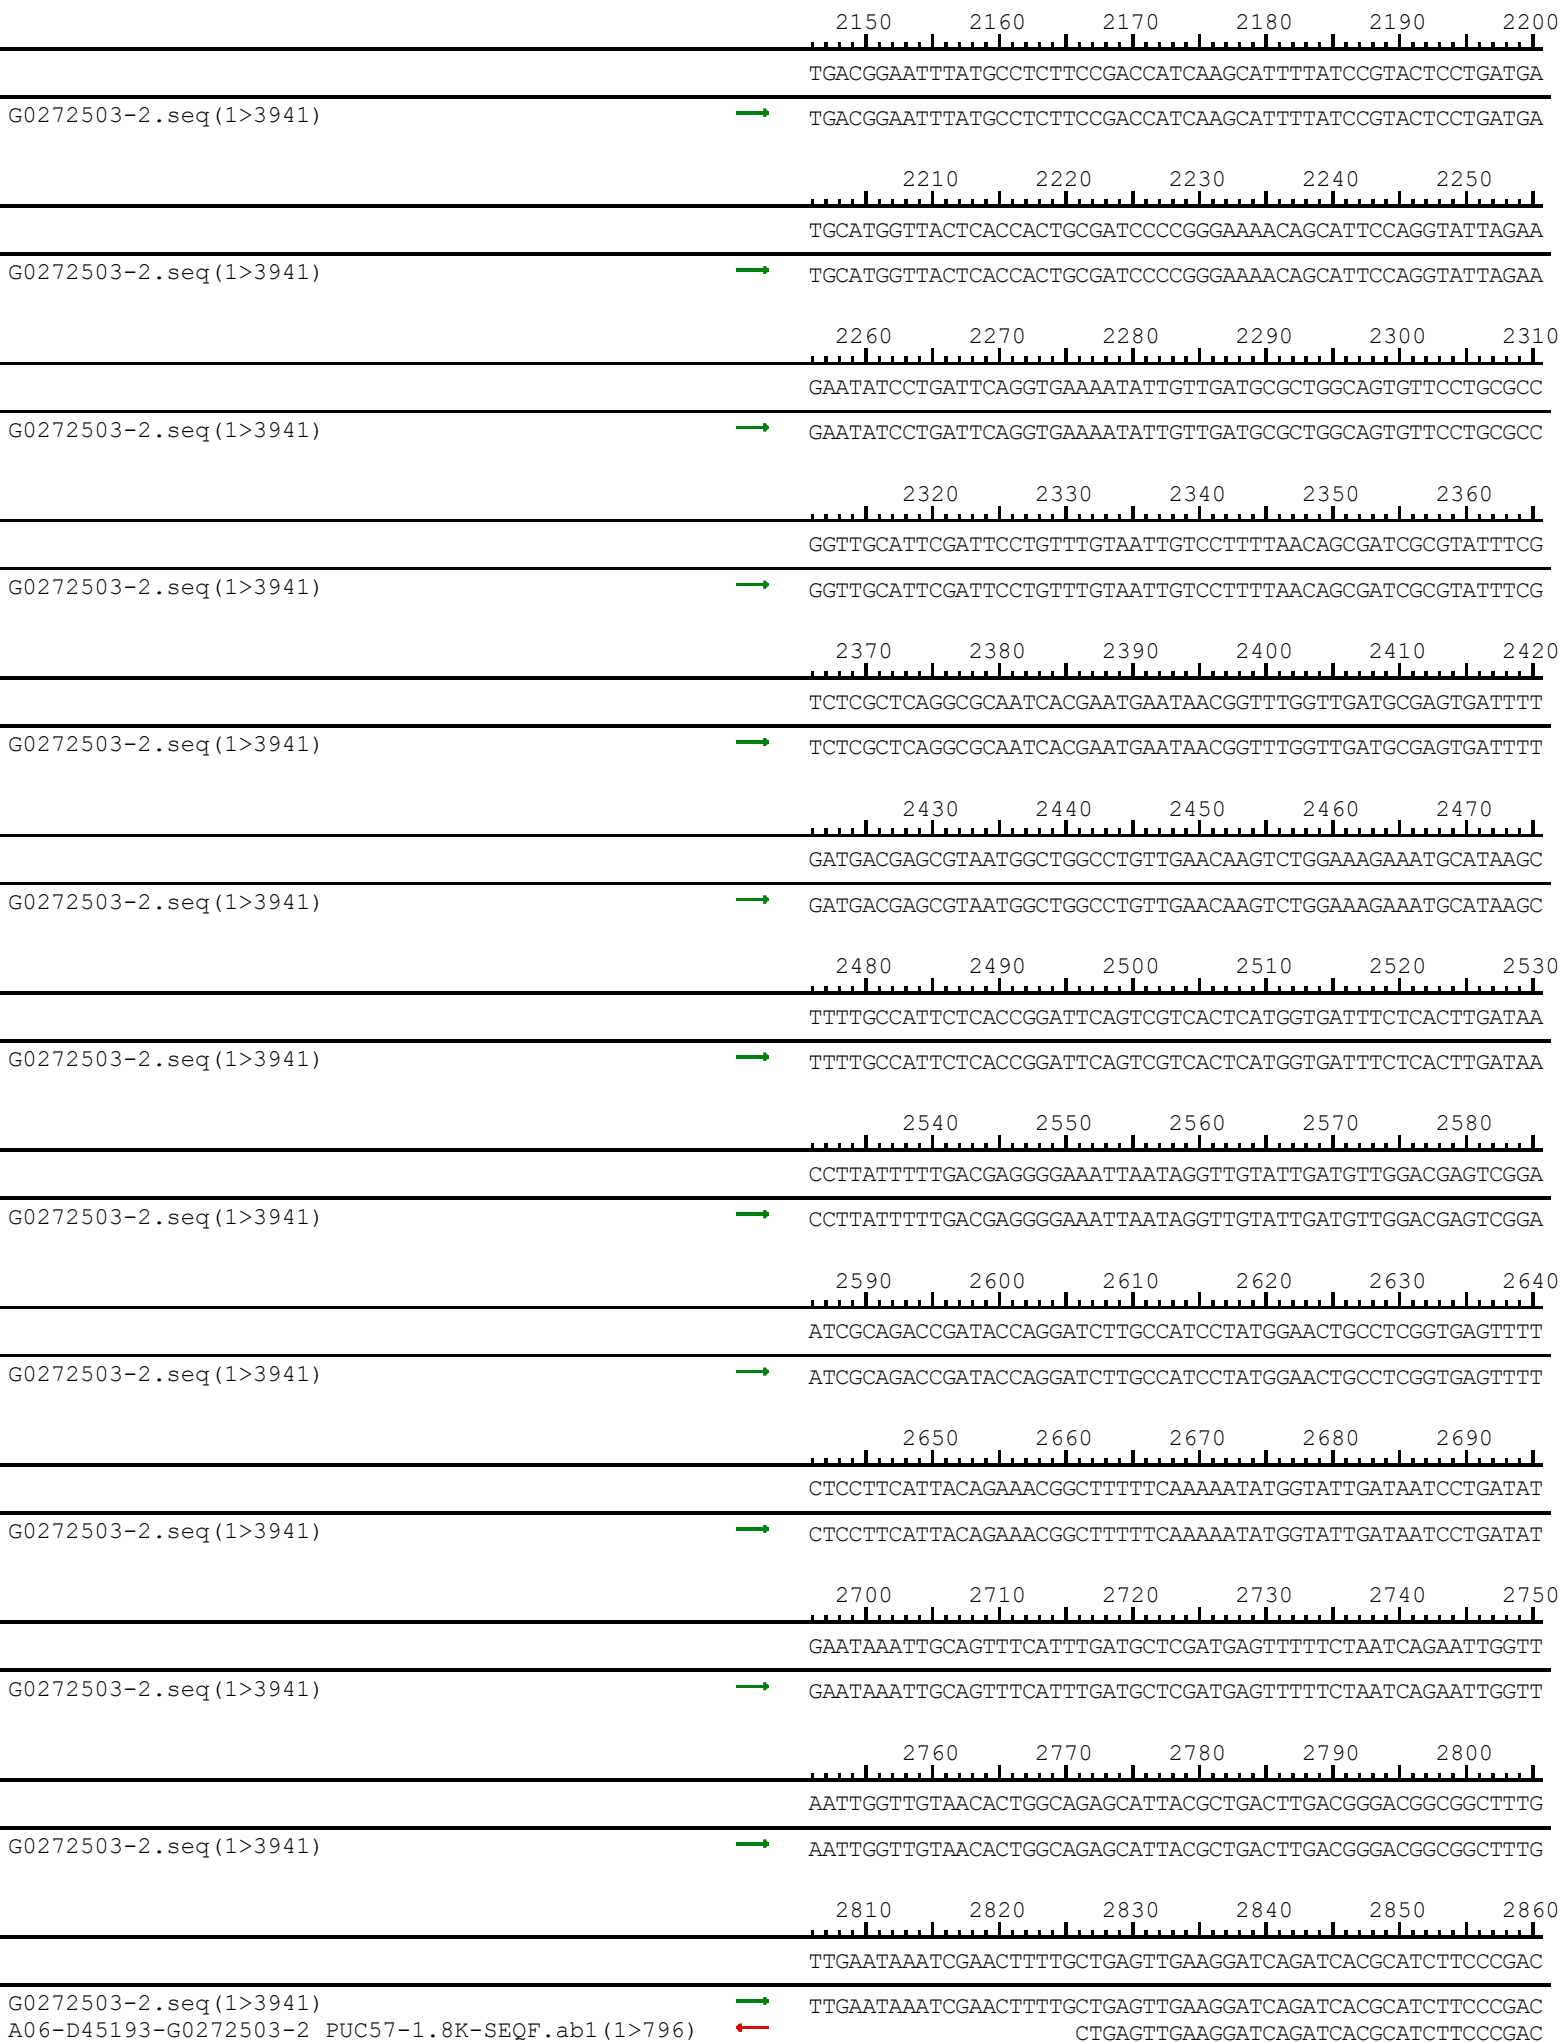 2150 2160 2170 2180 2190 2200
TGACGGAATTTATGCCTCTTCCGACCATCAAGCATTTTATCCGTACTCCTGATGA
G0272503-2.seq(1>3941) TGACGGAATTTATGCCTCTTCCGACCATCAAGCATTTTATCCGTACTCCTGATGA
2210 2220 2230 2240 2250
TGCATGGTTACTCACCACTGCGATCCCCGGGAAAACAGCATTCCAGGTATTAGAA
G0272503-2.seq(1>3941) TGCATGGTTACTCACCACTGCGATCCCCGGGAAAACAGCATTCCAGGTATTAGAA
2260 2270 2280 2290 2300 2310
GAATATCCTGATTCAGGTGAAAATATTGTTGATGCGCTGGCAGTGTTCCTGCGCC
G0272503-2.seq(1>3941) GAATATCCTGATTCAGGTGAAAATATTGTTGATGCGCTGGCAGTGTTCCTGCGCC
2320 2330 2340 2350 2360
GGTTGCATTCGATTCCTGTTTGTAATTGTCCTTTTAACAGCGATCGCGTATTTCG
G0272503-2.seq(1>3941) GGTTGCATTCGATTCCTGTTTGTAATTGTCCTTTTAACAGCGATCGCGTATTTCG
2370 2380 2390 2400 2410 2420
TCTCGCTCAGGCGCAATCACGAATGAATAACGGTTTGGTTGATGCGAGTGATTTT
G0272503-2.seq(1>3941) TCTCGCTCAGGCGCAATCACGAATGAATAACGGTTTGGTTGATGCGAGTGATTTT
2430 2440 2450 2460 2470
GATGACGAGCGTAATGGCTGGCCTGTTGAACAAGTCTGGAAAGAAATGCATAAGC
G0272503-2.seq(1>3941) GATGACGAGCGTAATGGCTGGCCTGTTGAACAAGTCTGGAAAGAAATGCATAAGC
2480 2490 2500 2510 2520 2530
TTTTGCCATTCTCACCGGATTCAGTCGTCACTCATGGTGATTTCTCACTTGATAA
G0272503-2.seq(1>3941) TTTTGCCATTCTCACCGGATTCAGTCGTCACTCATGGTGATTTCTCACTTGATAA
2540 2550 2560 2570 2580
CCTTATTTTTGACGAGGGGAAATTAATAGGTTGTATTGATGTTGGACGAGTCGGA
G0272503-2.seq(1>3941) CCTTATTTTTGACGAGGGGAAATTAATAGGTTGTATTGATGTTGGACGAGTCGGA
2590 2600 2610 2620 2630 2640
ATCGCAGACCGATACCAGGATCTTGCCATCCTATGGAACTGCCTCGGTGAGTTTT
G0272503-2.seq(1>3941) ATCGCAGACCGATACCAGGATCTTGCCATCCTATGGAACTGCCTCGGTGAGTTTT
2650 2660 2670 2680 2690
CTCCTTCATTACAGAAACGGCTTTTTCAAAAATATGGTATTGATAATCCTGATAT
G0272503-2.seq(1>3941) CTCCTTCATTACAGAAACGGCTTTTTCAAAAATATGGTATTGATAATCCTGATAT
2700 2710 2720 2730 2740 2750
GAATAAATTGCAGTTTCATTTGATGCTCGATGAGTTTTTCTAATCAGAATTGGTT
G0272503-2.seq(1>3941) GAATAAATTGCAGTTTCATTTGATGCTCGATGAGTTTTTCTAATCAGAATTGGTT
2760 2770 2780 2790 2800
AATTGGTTGTAACACTGGCAGAGCATTACGCTGACTTGACGGGACGGCGGCTTTG
G0272503-2.seq(1>3941) AATTGGTTGTAACACTGGCAGAGCATTACGCTGACTTGACGGGACGGCGGCTTTG
2810 2820 2830 2840 2850 2860
TTGAATAAATCGAACTTTTGCTGAGTTGAAGGATCAGATCACGCATCTTCCCGAC
G0272503-2.seq(1>3941) TTGAATAAATCGAACTTTTGCTGAGTTGAAGGATCAGATCACGCATCTTCCCGAC
A06-D45193-G0272503-2 PUC57-1.8K-SEQF.ab1(1>796) CTGAGTTGAAGGATCAGATCACGCATCTTCCCGAC